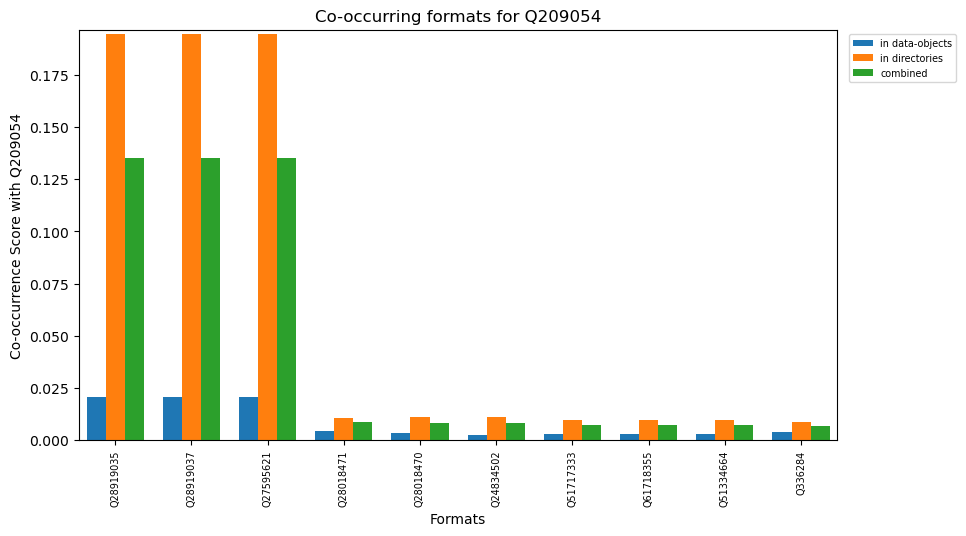 Co-occurring formats for Q209054
in data-objects
in directories
combined
Co-occurrence Score with Q209054
0.175
0.150
0.125
0.100
0.075
0.050
0.025
0.000
Q28919035
Q28919037
Q27595621
Q28018471
Q28018470
Q24834502
Q51717333
Q61718355
Q51334664
Q336284
Formats